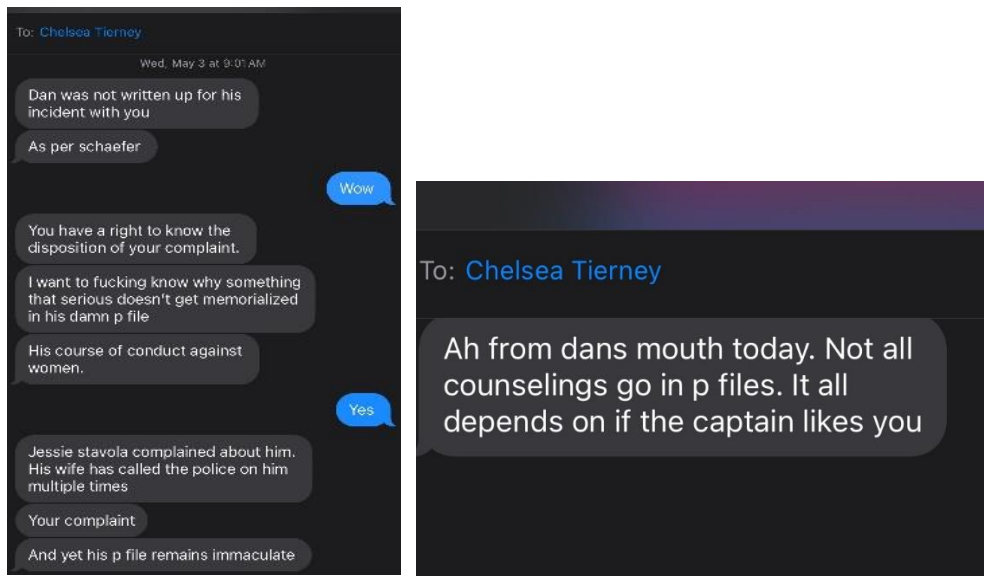 To: Chelsea Tierney
Wed, May 3 at 9:01 AM
Dan was not written up for his
incident with you
As per schaefer
Wow
You have a right to know the
disposition of your complaint.
I want to fucking know why something
that serious doesn't get memorialized
in his damn p file
His course of conduct against
women.
Yes
Jessie stavola complained about him.
His wife has called the police on him
multiple times
Your complaint
And yet his p file remains immaculate
To: Chelsea Tierney
Ah from dans mouth today. Not all
counselings go in p files. It all
depends on if the captain likes you